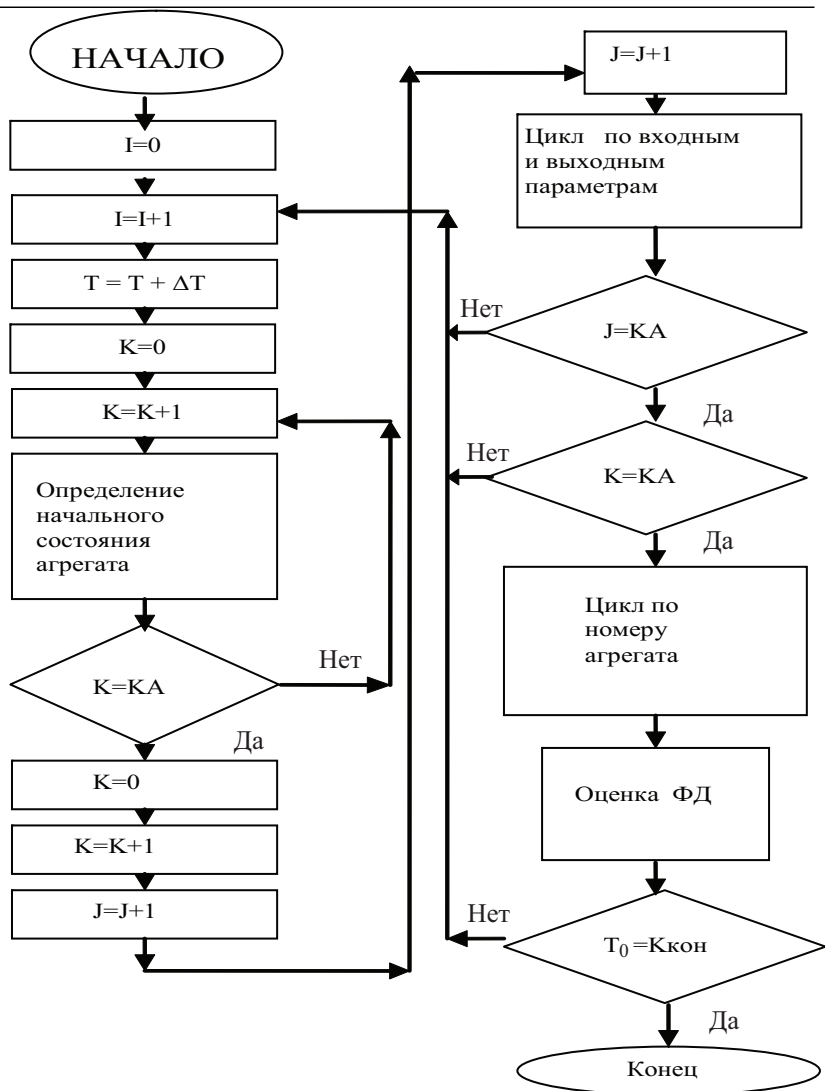 НАЧАЛО
I=0
I=I+1
T = T + ΔT
K=0
K=K+1
Определение
начального
состояния
агрегата
K=KA
Нет
Да
K=0
K=K+1
J=J+1
J=J+1
Цикл по входным
и выходным
параметрам
Нет
J=KA
Да
Нет
K=KA
Да
Цикл по
номеру
агрегата
Оценка ФД
Нет
T₀ =Kкон
Да
Конец